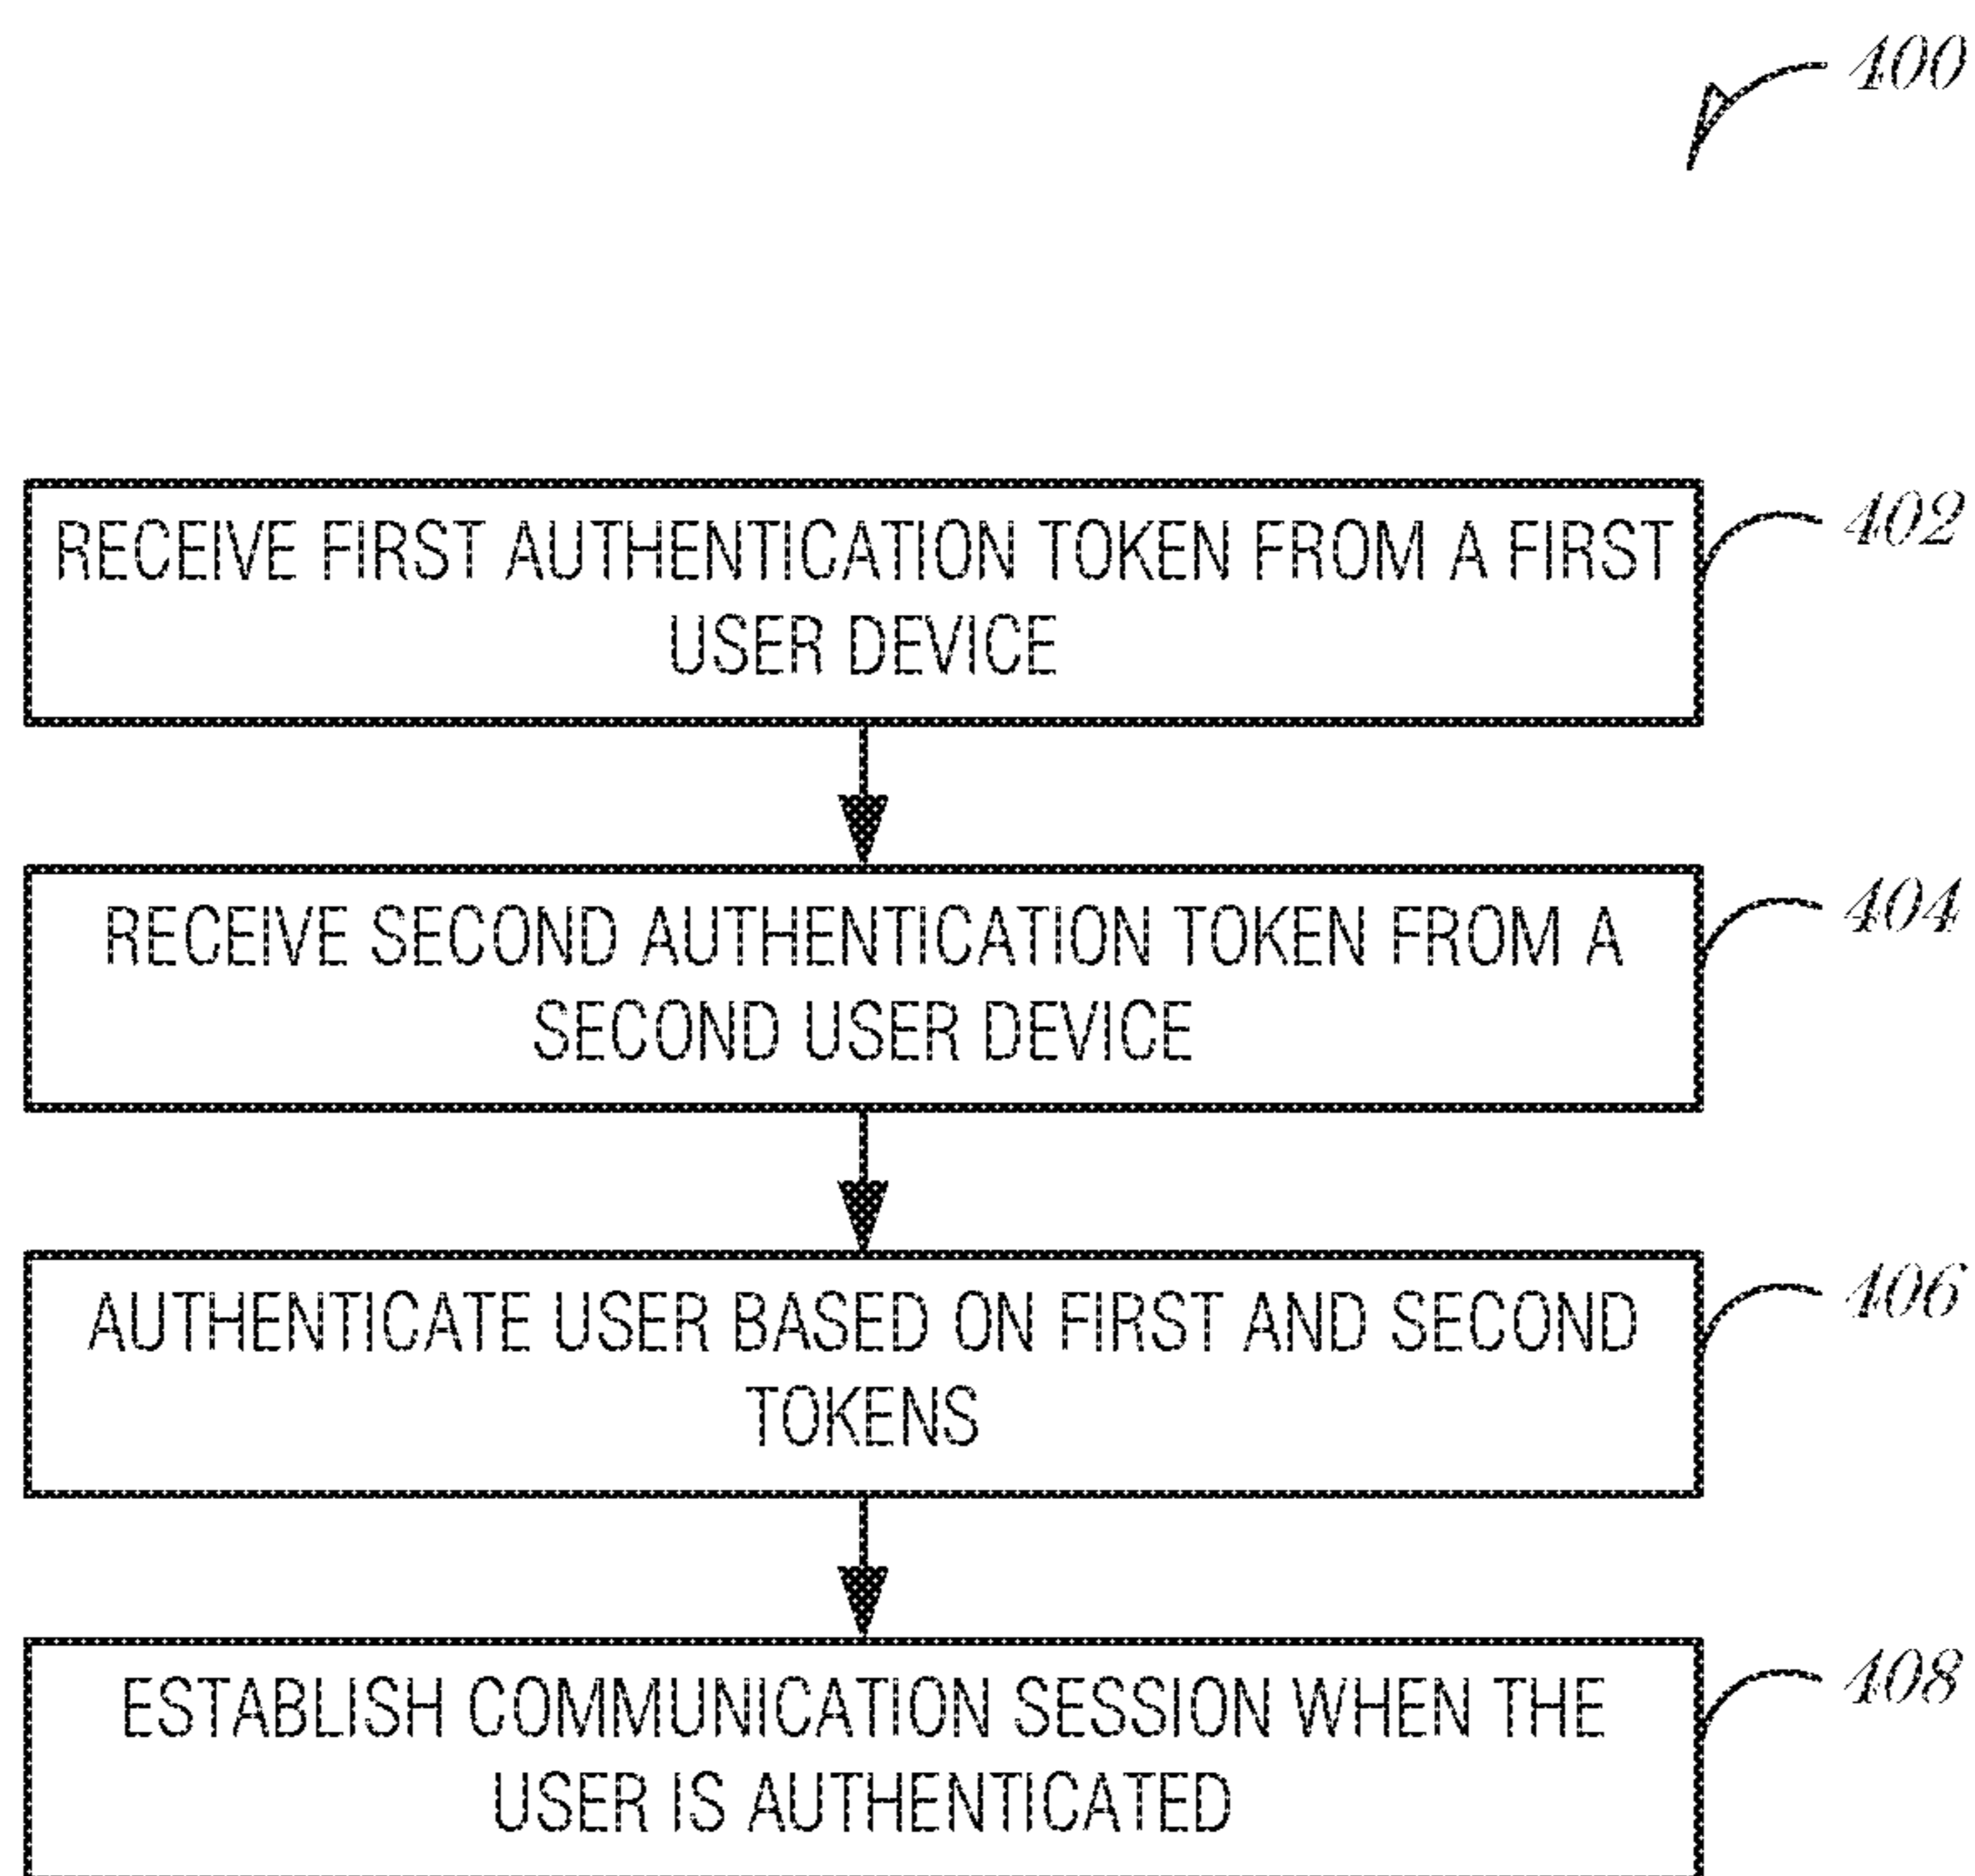 400
RECEIVE FIRST AUTHENTICATION TOKEN FROM A FIRST
USER DEVICE
402
RECEIVE SECOND AUTHENTICATION TOKEN FROM A
SECOND USER DEVICE
404
AUTHENTICATE USER BASED ON FIRST AND SECOND
TOKENS
406
ESTABLISH COMMUNICATION SESSION WHEN THE
USER IS AUTHENTICATED
408